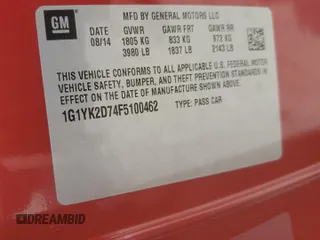 GM
MFD BY GENERAL MOTORS LLC
DATE GVWR GAWR FRT GAWR RR
08/14 1805 KG 833 KG 972 KG
3980 LB 1837 LB 2143 LB
THIS VEHICLE CONFORMS TO ALL APPLICABLE U.S. FEDERAL MOTOR
VEHICLE SAFETY, BUMPER, AND THEFT PREVENTION STANDARDS IN
EFFECT ON THE DATE OF MANUFACTURE SHOWN ABOVE.
1G1YK2D74F5100462 TYPE: PASS CAR
DREAMBID